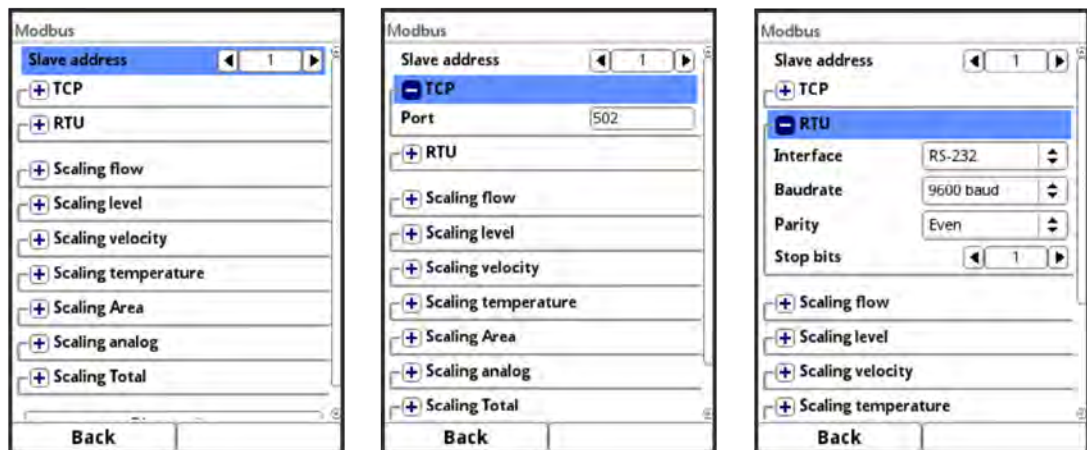 Modbus
Slave address 1
TCP
RTU
Scaling flow
Scaling level
Scaling velocity
Scaling temperature
Scaling Area
Scaling analog
Scaling Total
Back
Modbus
Slave address 1
TCP
Port 502
RTU
Scaling flow
Scaling level
Scaling velocity
Scaling temperature
Scaling Area
Scaling analog
Scaling Total
Back
Modbus
Slave address 1
TCP
RTU
Interface RS-232
Baudrate 9600 baud
Parity Even
Stop bits 1
Scaling flow
Scaling level
Scaling velocity
Scaling temperature
Back